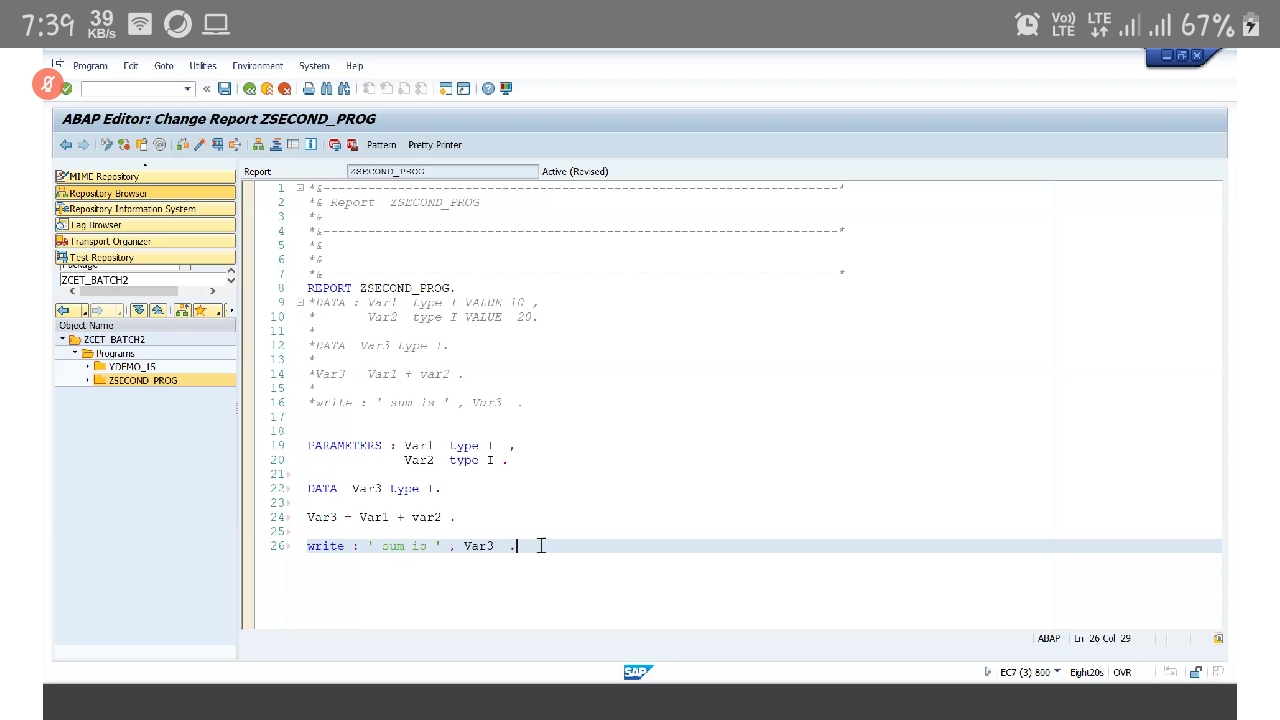 7:39 39 KB/s Vo) LTE LTE 67%
Program Edit Goto Utilities Environment System Help
ABAP Editor: Change Report ZSECOND_PROG
Pattern Pretty Printer
MIME Repository
Repository Browser
Repository Information System
Tag Browser
Transport Organizer
Test Repository
Package
ZCET_BATCH2
Object Name
ZCET_BATCH2
Programs
YDEMO_15
ZSECOND_PROG
Report ZSECOND_PROG Active (Revised)
1 *&---------------------------------------------------------------------*
2 *& Report ZSECOND_PROG
3 *&
4 *&---------------------------------------------------------------------*
5 *&
6 *&
7 *&---------------------------------------------------------------------*
8 REPORT ZSECOND_PROG.
9 *DATA : Var1 type I VALUE 10 ,
10 * Var2 type I VALUE 20.
11 *
12 *DATA Var3 type I.
13 *
14 *Var3 = Var1 + var2 .
15 *
16 *write : ' sum is ' , Var3 .
17
18
19 PARAMETERS : Var1 type I ,
20 Var2 type I .
21
22 DATA Var3 type I.
23
24 Var3 = Var1 + var2 .
25
26 write : ' sum is ' , Var3 .
ABAP Ln 26 Col 29
SAP EC7 (3) 800 Eight20s OVR